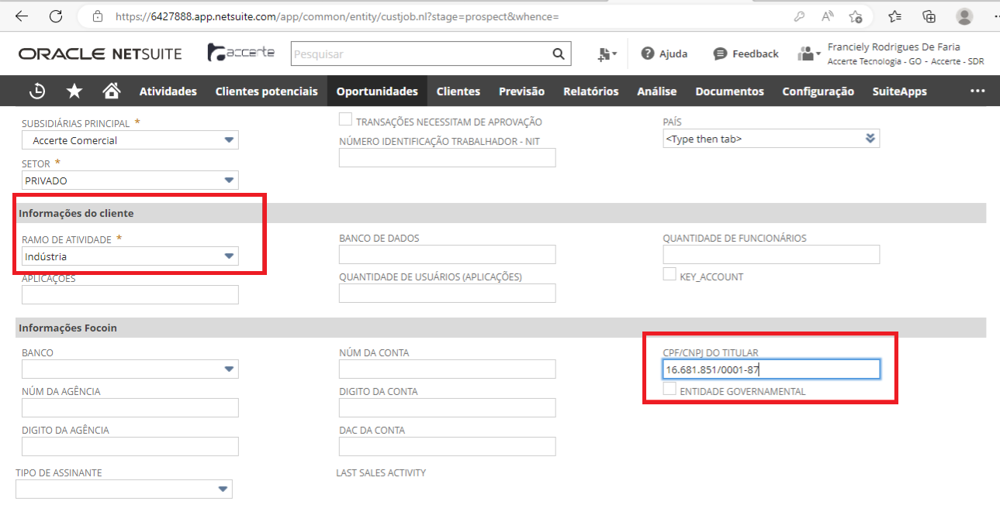 https://6427888.app.netsuite.com/app/common/entity/custjob.nl?stage=prospect&whence=
ORACLE NETSUITE
accerte
Pesquisar
Ajuda
Feedback
Franciely Rodrigues De Faria
Accerte Tecnologia - GO - Accerte - SDR
Atividades
Clientes potenciais
Oportunidades
Clientes
Previsão
Relatórios
Análise
Documentos
Configuração
SuiteApps
SUBSIDIÁRIAS PRINCIPAL *
Accerte Comercial
SETOR *
PRIVADO
TRANSAÇÕES NECESSITAM DE APROVAÇÃO
NÚMERO IDENTIFICAÇÃO TRABALHADOR - NIT
PAÍS
<Type then tab>
Informações do cliente
RAMO DE ATIVIDADE *
Indústria
APLICAÇÕES
BANCO DE DADOS
QUANTIDADE DE USUÁRIOS (APLICAÇÕES)
QUANTIDADE DE FUNCIONÁRIOS
KEY_ACCOUNT
Informações Focoin
BANCO
NÚM DA AGÊNCIA
DIGITO DA AGÊNCIA
TIPO DE ASSINANTE
NÚM DA CONTA
DIGITO DA CONTA
DAC DA CONTA
LAST SALES ACTIVITY
CPF/CNPJ DO TITULAR
16.681.851/0001-87
ENTIDADE GOVERNAMENTAL